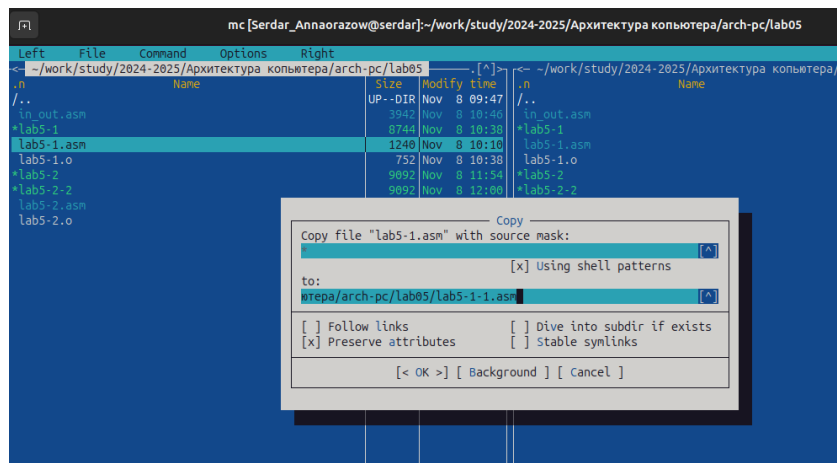 mc [Serdar_Annaorazow@serdar]:~/work/study/2024-2025/Архитектура копьютера/arch-pc/lab05
Left File Command Options Right
<─ ~/work/study/2024-2025/Архитектура копьютера/arch-pc/lab05 ─.[^]>
.n Name Size Modify time
/.. UP--DIR Nov 8 09:47
in_out.asm 3942 Nov 8 10:46
*lab5-1 8744 Nov 8 10:38
lab5-1.asm 1240 Nov 8 10:10
lab5-1.o 752 Nov 8 10:38
*lab5-2 9092 Nov 8 11:54
*lab5-2-2 9092 Nov 8 12:00
lab5-2.asm
lab5-2.o
<─ ~/work/study/2024-2025/Архитектура копьютера/
.n Name
/..
in_out.asm
*lab5-1
lab5-1.asm
lab5-1.o
*lab5-2
*lab5-2-2
Copy
Copy file "lab5-1.asm" with source mask:
* [^]
[x] Using shell patterns
to:
ютера/arch-pc/lab05/lab5-1-1.asm [^]
[ ] Follow links [ ] Dive into subdir if exists
[x] Preserve attributes [ ] Stable symlinks
[< OK >] [ Background ] [ Cancel ]